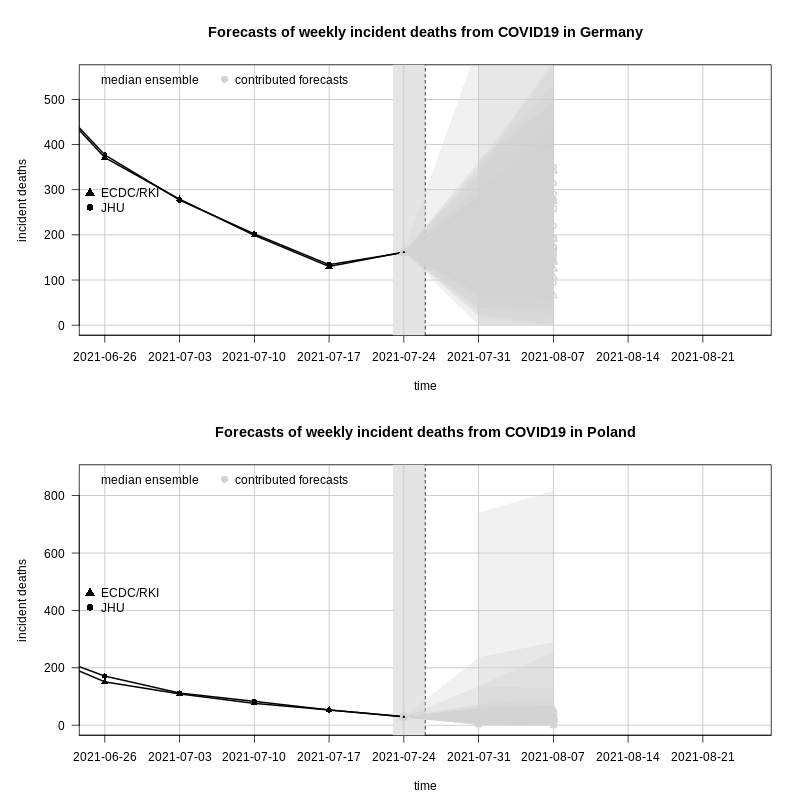 Forecasts of weekly incident deaths from COVID19 in Germany
median ensemble contributed forecasts
500
400
300
200
100
0
incident deaths
ECDC/RKI
JHU
2021-06-26 2021-07-03 2021-07-10 2021-07-17 2021-07-24 2021-07-31 2021-08-07 2021-08-14 2021-08-21
time
Forecasts of weekly incident deaths from COVID19 in Poland
median ensemble contributed forecasts
800
600
400
200
0
incident deaths
ECDC/RKI
JHU
2021-06-26 2021-07-03 2021-07-10 2021-07-17 2021-07-24 2021-07-31 2021-08-07 2021-08-14 2021-08-21
time